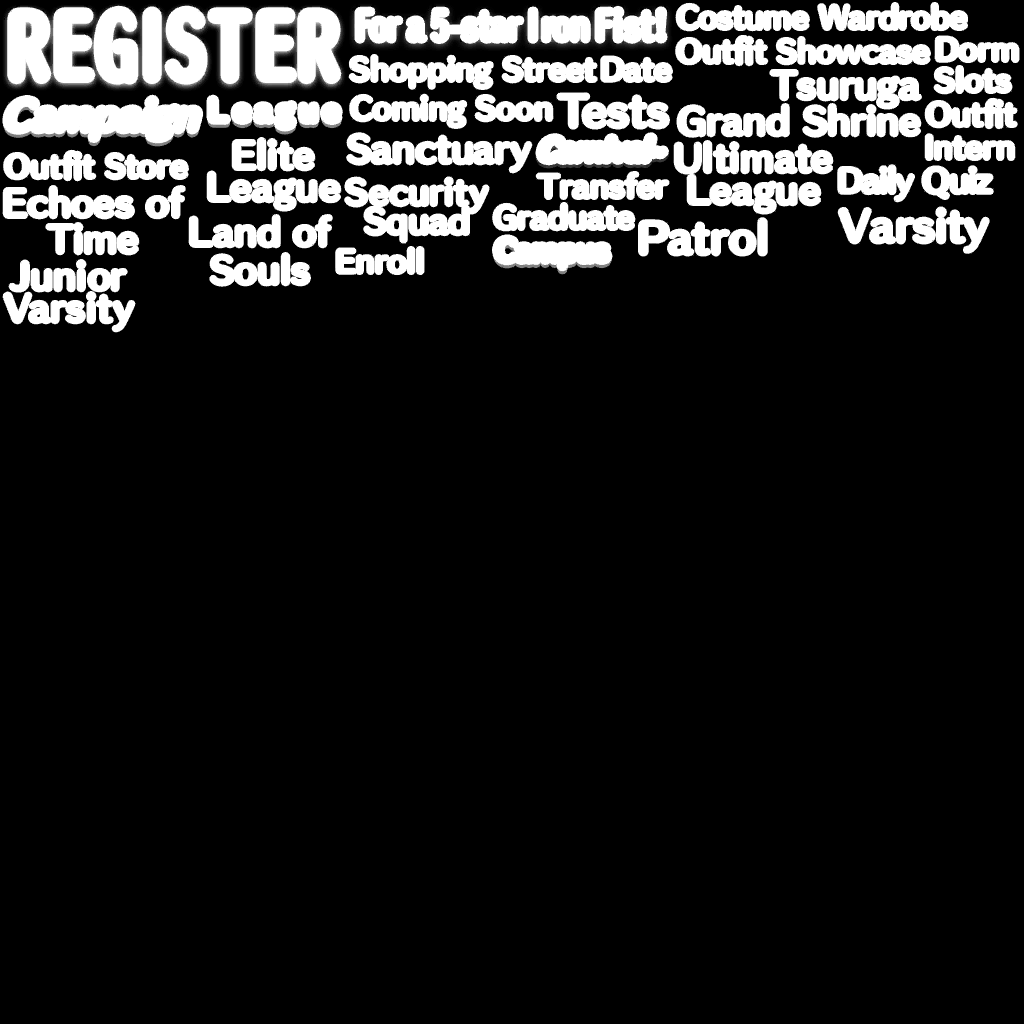 REGISTER
For a 5-star Iron Fist!
Costume Wardrobe
Shopping Street
Date
Outfit Showcase
Dorm
Slots
Campaign
League
Coming Soon
Tests
Tsuruga
Grand Shrine
Outfit
Outfit Store
Elite
League
Sanctuary
Carnival
Ultimate
League
Intern
Echoes of
Time
Security
Squad
Transfer
Daily Quiz
Land of
Souls
Graduate
Campus
Patrol
Varsity
Enroll
Junior
Varsity